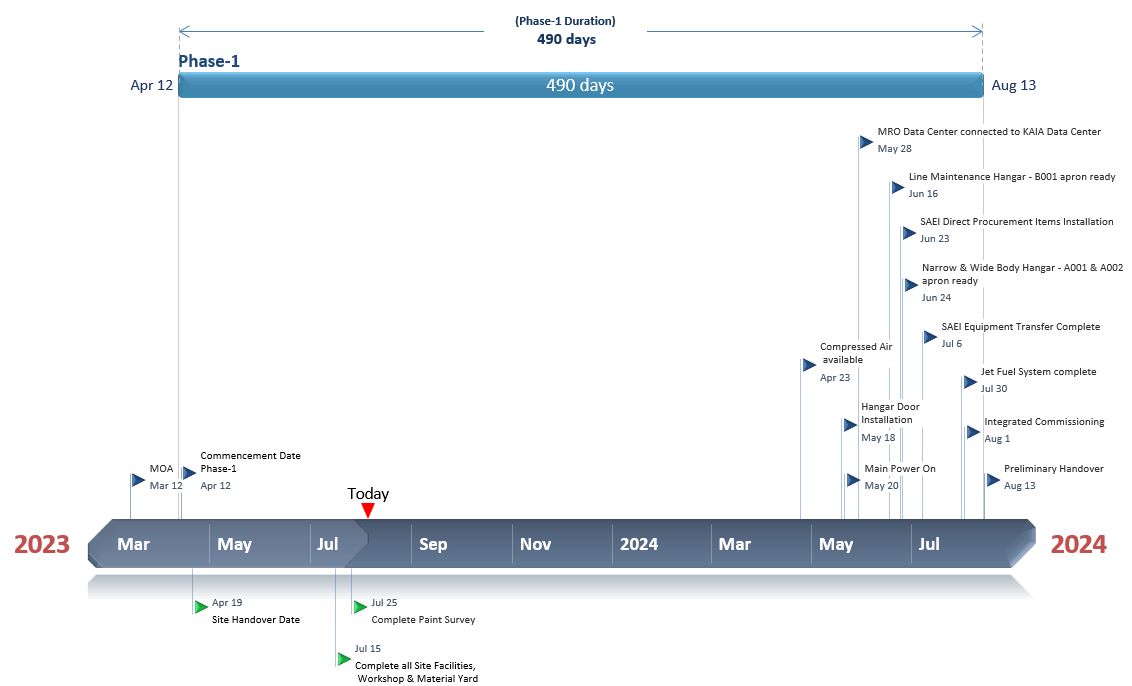 (Phase-1 Duration)
490 days
Phase-1
Apr 12
490 days
Aug 13
MRO Data Center connected to KAIA Data Center
May 28
Line Maintenance Hangar - B001 apron ready
Jun 16
SAEI Direct Procurement Items Installation
Jun 23
Narrow & Wide Body Hangar - A001 & A002
apron ready
Jun 24
SAEI Equipment Transfer Complete
Jul 6
Compressed Air
available
Apr 23
Jet Fuel System complete
Jul 30
Hangar Door
Installation
May 18
Integrated Commissioning
Aug 1
Commencement Date
Phase-1
Apr 12
MOA
Mar 12
Main Power On
May 20
Preliminary Handover
Aug 13
Today
2023
Mar
May
Jul
Sep
Nov
2024
Mar
May
Jul
2024
Apr 19
Site Handover Date
Jul 25
Complete Paint Survey
Jul 15
Complete all Site Facilities,
Workshop & Material Yard